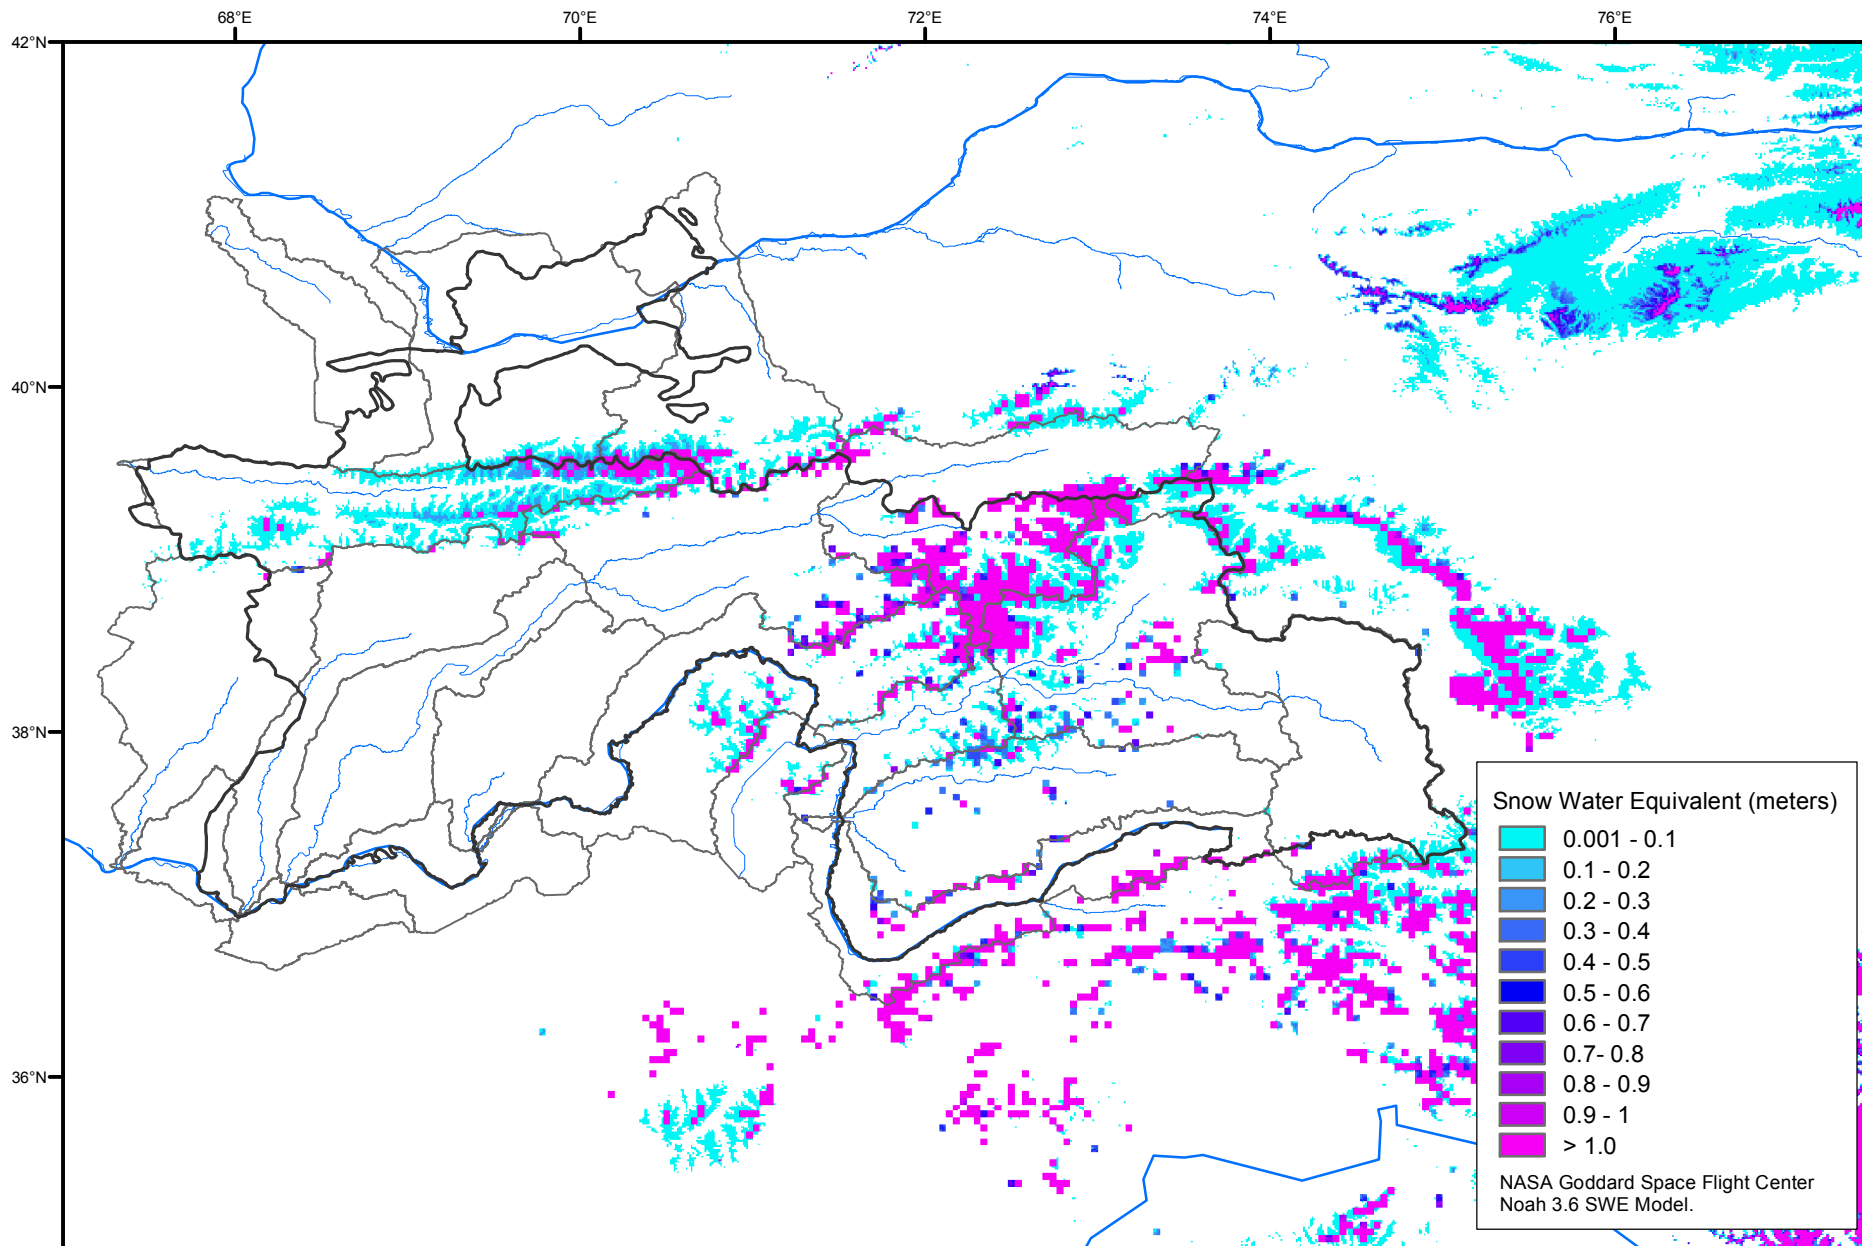 68°E
70°E
72°E
74°E
76°E
42°N
40°N
38°N
36°N
Snow Water Equivalent (meters)
0.001 - 0.1
0.1 - 0.2
0.2 - 0.3
0.3 - 0.4
0.4 - 0.5
0.5 - 0.6
0.6 - 0.7
0.7- 0.8
0.8 - 0.9
0.9 - 1
> 1.0
NASA Goddard Space Flight Center
Noah 3.6 SWE Model.